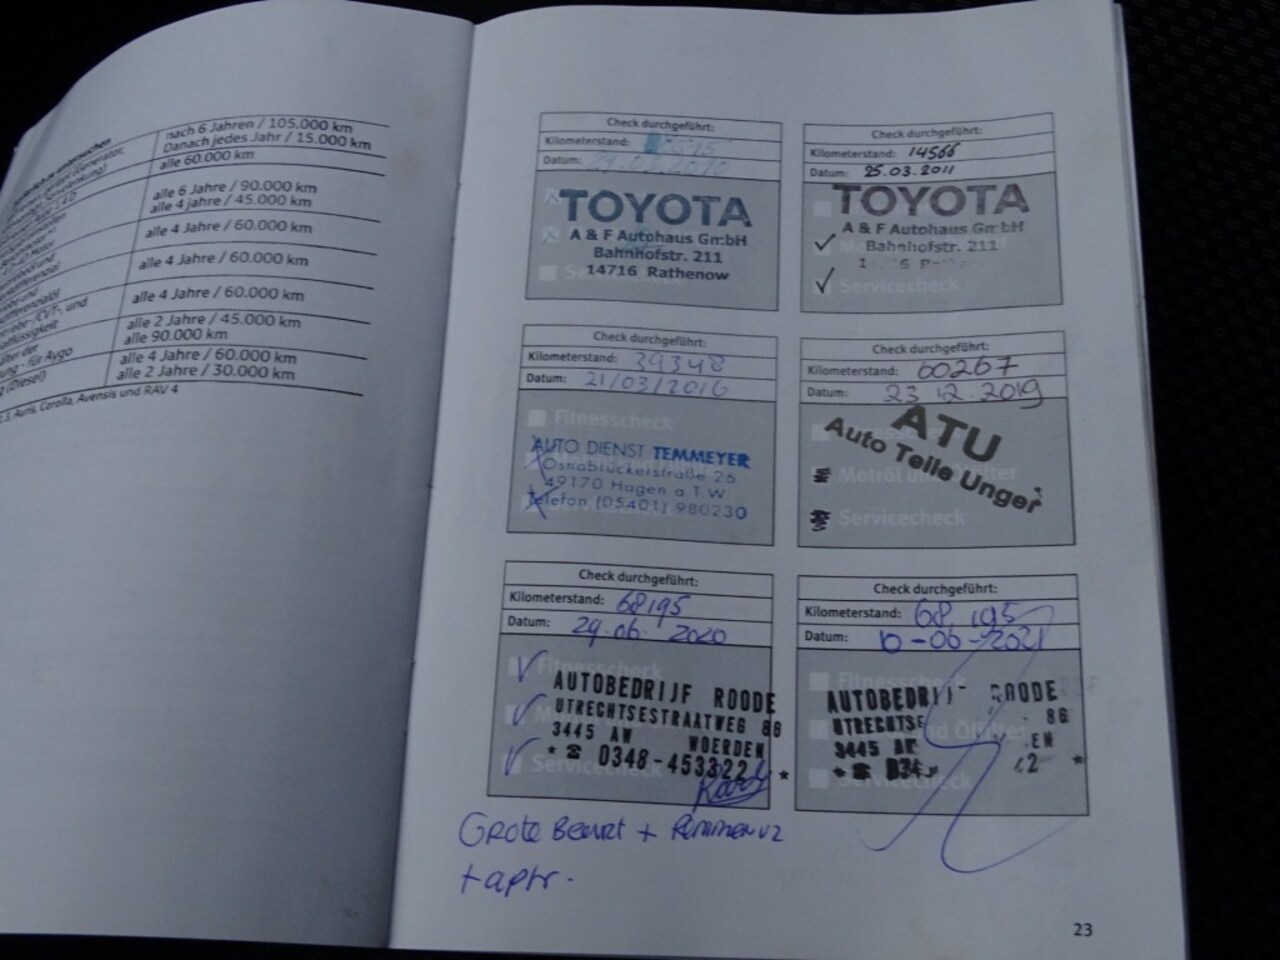 nach 6 Jahren / 105.000 km
Danach jedes Jahr / 15.000 km
alle 60.000 km
alle 6 Jahre / 90.000 km
alle 4 jahre / 45.000 km
alle 4 Jahre / 60.000 km
alle 4 Jahre / 60.000 km
alle 4 Jahre / 60.000 km
alle 2 Jahre / 45.000 km
alle 90.000 km
alle 4 Jahre / 60.000 km
alle 2 Jahre / 30.000 km
Auris, Corolla, Avensis und RAV 4
Check durchgeführt:
Kilometerstand:
Datum:
TOYOTA
A & F Autohaus GmbH
Bahnhofstr. 211
14716 Rathenow
Check durchgeführt:
Kilometerstand: 14566
Datum: 25.03.2011
TOYOTA
A & F Autohaus GmbH
Bahnhofstr. 211
Servicecheck
Check durchgeführt:
Kilometerstand: 39348
Datum: 21/03/2016
Fitnesscheck
AUTO DIENST TEMMEYER
Osnabrückerstraße 26
49170 Hagen a.T.W.
Telefon (05401) 980230
Check durchgeführt:
Kilometerstand: 60267
Datum: 23.12.2019
ATU
Auto Teile Unger
Motröl
Servicecheck
Check durchgeführt:
Kilometerstand: 68195
Datum: 29.06. 2020
Fitnesscheck
AUTOBEDRIJF ROODE
UTRECHTSESTRAATWEG 86
3445 AW WOERDEN
* ☎ 0348-453322 *
Servicecheck
Check durchgeführt:
Kilometerstand: 68.195
Datum: 10-06-2021
Fitnesscheck
AUTOBEDRIJF ROODE
Servicecheck
Grote Beurt +
+ aptr.
23